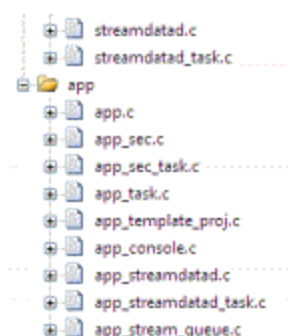 streamdatad.c
streamdatad_task.c
app
app.c
app_sec.c
app_sec_task.c
app_task.c
app_template_proj.c
app_console.c
app_streamdatad.c
app_streamdatad_task.c
app_stream_queue.c